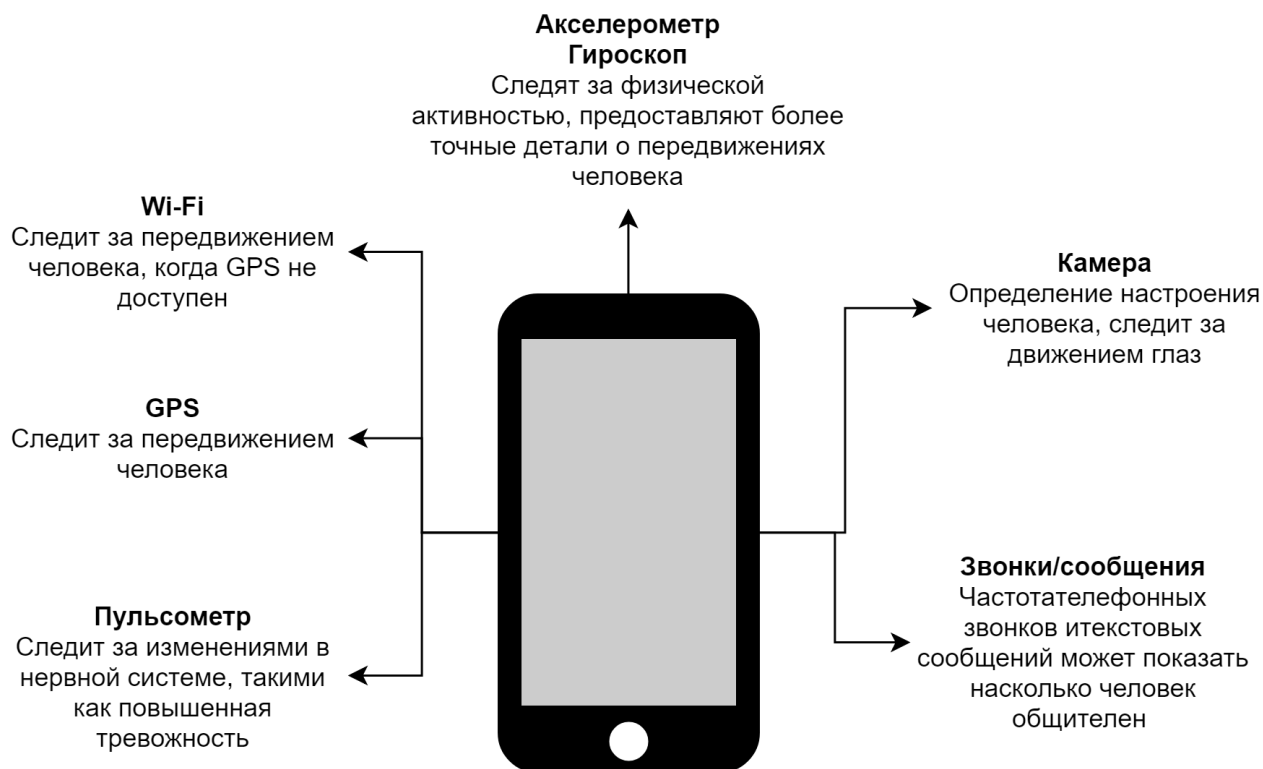 Акселерометр
Гироскоп
Следят за физической
активностью, предоставляют более
точные детали о передвижениях
человека
Wi-Fi
Следит за передвижением
человека, когда GPS не
доступен
GPS
Следит за передвижением
человека
Пульсометр
Следит за изменениями в
нервной системе, такими
как повышенная
тревожность
Камера
Определение настроения
человека, следит за
движением глаз
Звонки/сообщения
Частотателефонных
звонков итекстовых
сообщений может показать
насколько человек
общителен